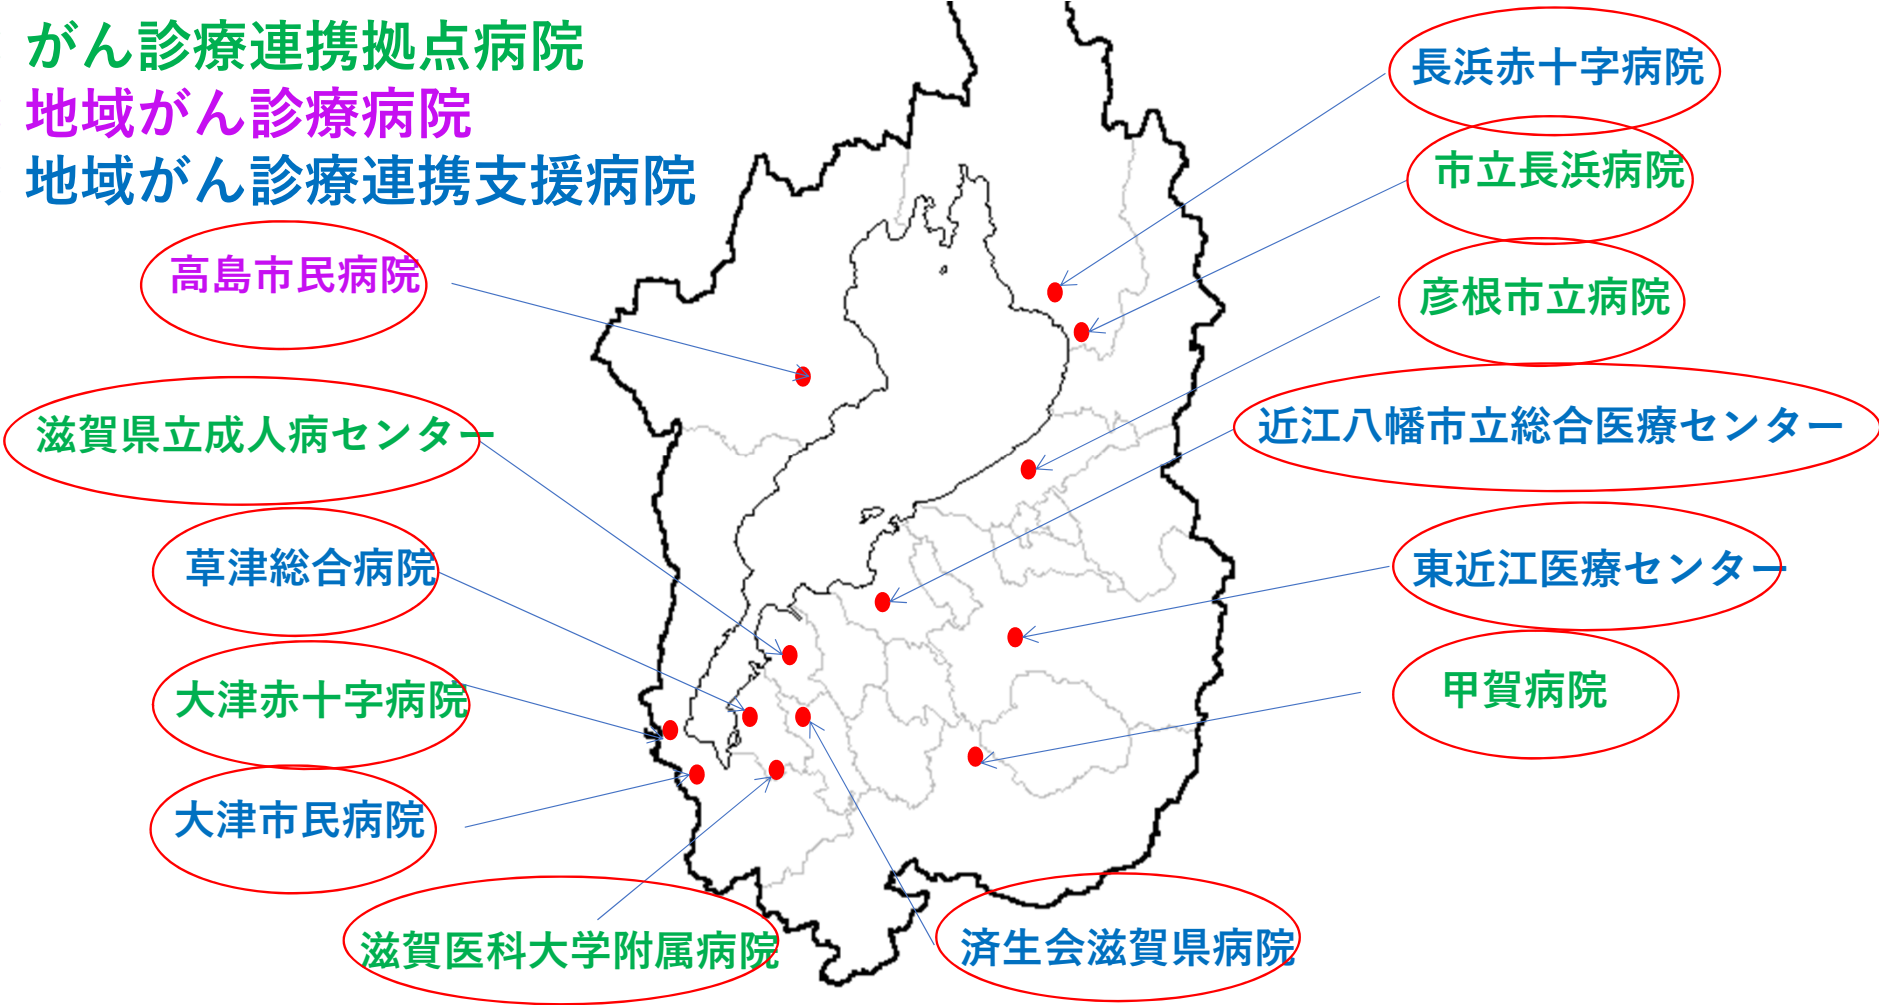 がん診療連携拠点病院
地域がん診療病院
地域がん診療連携支援病院
高島市民病院
滋賀県立成人病センター
草津総合病院
大津赤十字病院
大津市民病院
滋賀医科大学附属病院
済生会滋賀県病院
長浜赤十字病院
市立長浜病院
彦根市立病院
近江八幡市立総合医療センター
東近江医療センター
甲賀病院